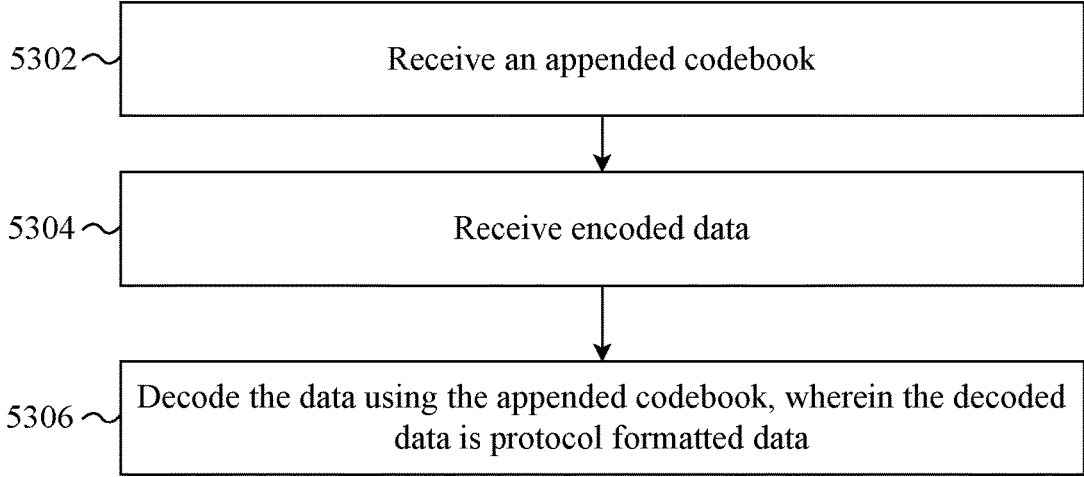 5302
Receive an appended codebook
5304
Receive encoded data
5306
Decode the data using the appended codebook, wherein the decoded
data is protocol formatted data